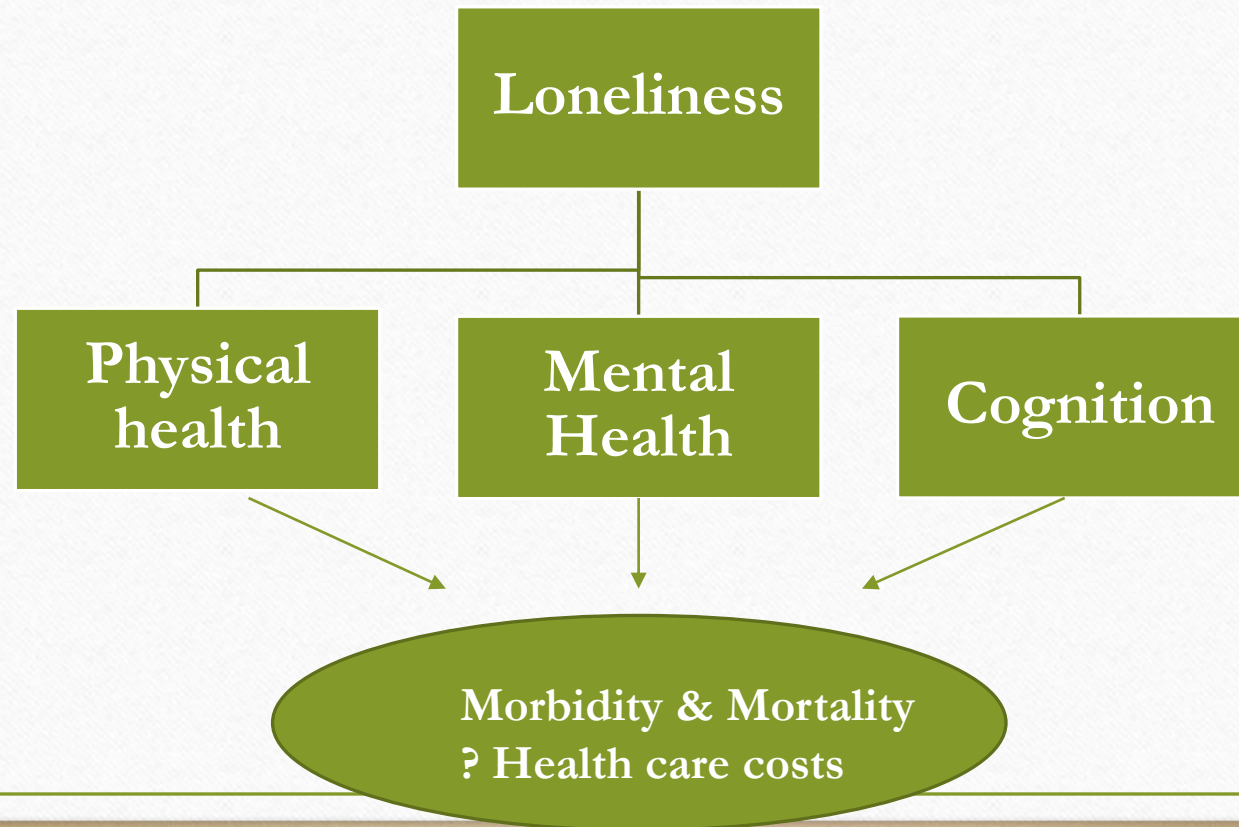 Loneliness
Physical
health
Mental
Health
Cognition
Morbidity & Mortality
? Health care costs